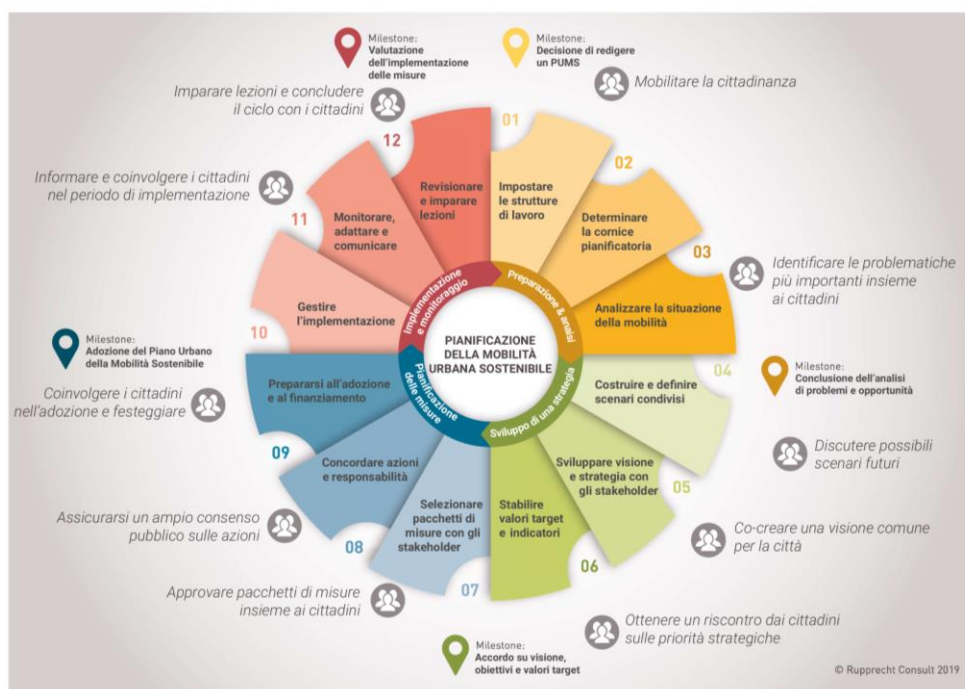 Milestone:
Valutazione
dell'implementazione
delle misure
Milestone:
Decisione di redigere
un PUMS
Imparare lezioni e concludere
il ciclo con i cittadini
Mobilitare la cittadinanza
Informare e coinvolgere i cittadini
nel periodo di implementazione
Identificare le problematiche
più importanti insieme
ai cittadini
01
Impostare
le strutture
di lavoro
02
Determinare
la cornice
pianificatoria
03
Analizzare la situazione
della mobilità
04
Costruire e definire
scenari condivisi
05
Sviluppare visione
e strategia con
gli stakeholder
06
Stabilire
valori target
e indicatori
07
Selezionare
pacchetti di
misure con gli
stakeholder
08
Concordare azioni
e responsabilità
09
Prepararsi all'adozione
e al finanziamento
10
Gestire
l'implementazione
11
Monitorare,
adattare e
comunicare
12
Revisionare
e imparare
lezioni
Preparazione & anaisi
Sviluppo di una strategia
Pianificazione
delle misure
Implementazione
e monitoraggio
PIANIFICAZIONE
DELLA MOBILITÀ
URBANA SOSTENIBILE
Milestone:
Adozione del Piano Urbano
della Mobilità Sostenibile
Coinvolgere i cittadini
nell'adozione e festeggiare
Milestone:
Conclusione dell'analisi
di problemi e opportunità
Discutere possibili
scenari futuri
Assicurarsi un ampio consenso
pubblico sulle azioni
Co-creare una visione comune
per la città
Approvare pacchetti di misure
insieme ai cittadini
Ottenere un riscontro dai cittadini
sulle priorità strategiche
Milestone:
Accordo su visione,
obiettivi e valori target
© Rupprecht Consult 2019